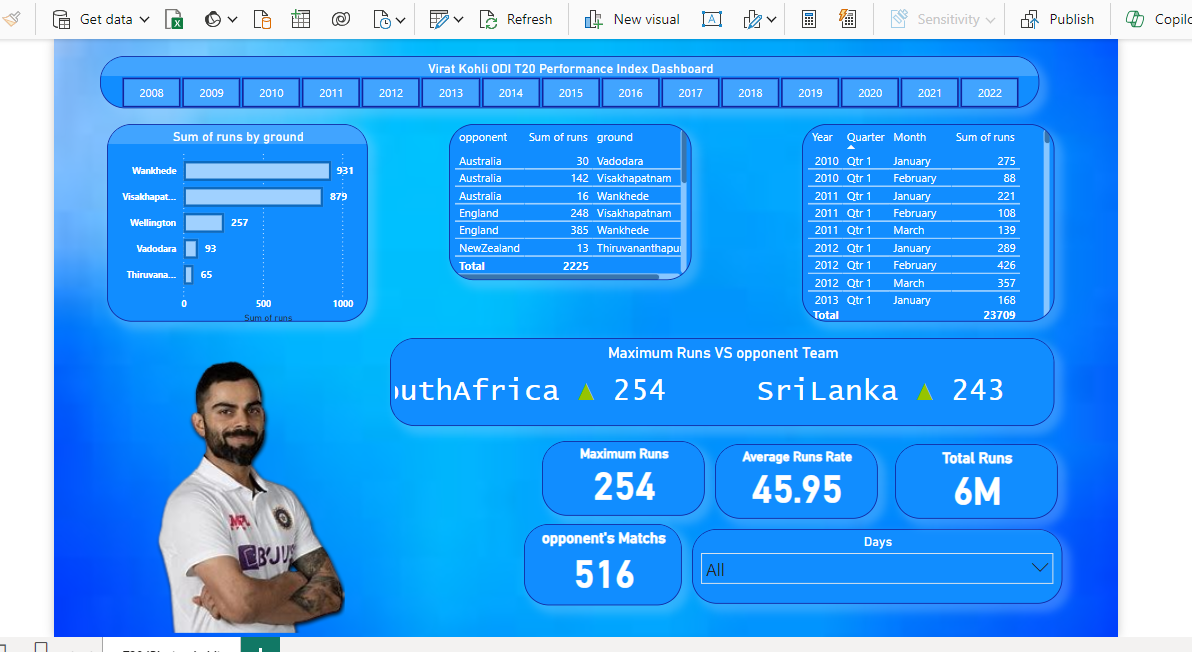 Get data
Refresh
New visual
Sensitivity
Publish
Virat Kohli ODI T20 Performance Index Dashboard
2008 2009 2010 2011 2012 2013 2014 2015 2016 2017 2018 2019 2020 2021 2022
Sum of runs by ground
Wankhede 931
Visakhapat... 879
Wellington 257
Vadodara 93
Thiruvana... 65
0 500 1000
Sum of runs
opponent Sum of runs ground
Australia 30 Vadodara
Australia 142 Visakhapatnam
Australia 16 Wankhede
England 248 Visakhapatnam
England 385 Wankhede
NewZealand 13 Thiruvananthapu
Total 2225
Year Quarter Month Sum of runs
2010 Qtr 1 January 275
2010 Qtr 1 February 88
2011 Qtr 1 January 221
2011 Qtr 1 February 108
2011 Qtr 1 March 139
2012 Qtr 1 January 289
2012 Qtr 1 February 426
2012 Qtr 1 March 357
2013 Qtr 1 January 168
Total 23709
Maximum Runs VS opponent Team
outhAfrica ▲ 254 SriLanka ▲ 243
Maximum Runs
254
Average Runs Rate
45.95
Total Runs
6M
opponent's Matchs
516
Days
All
MPL
BYJU